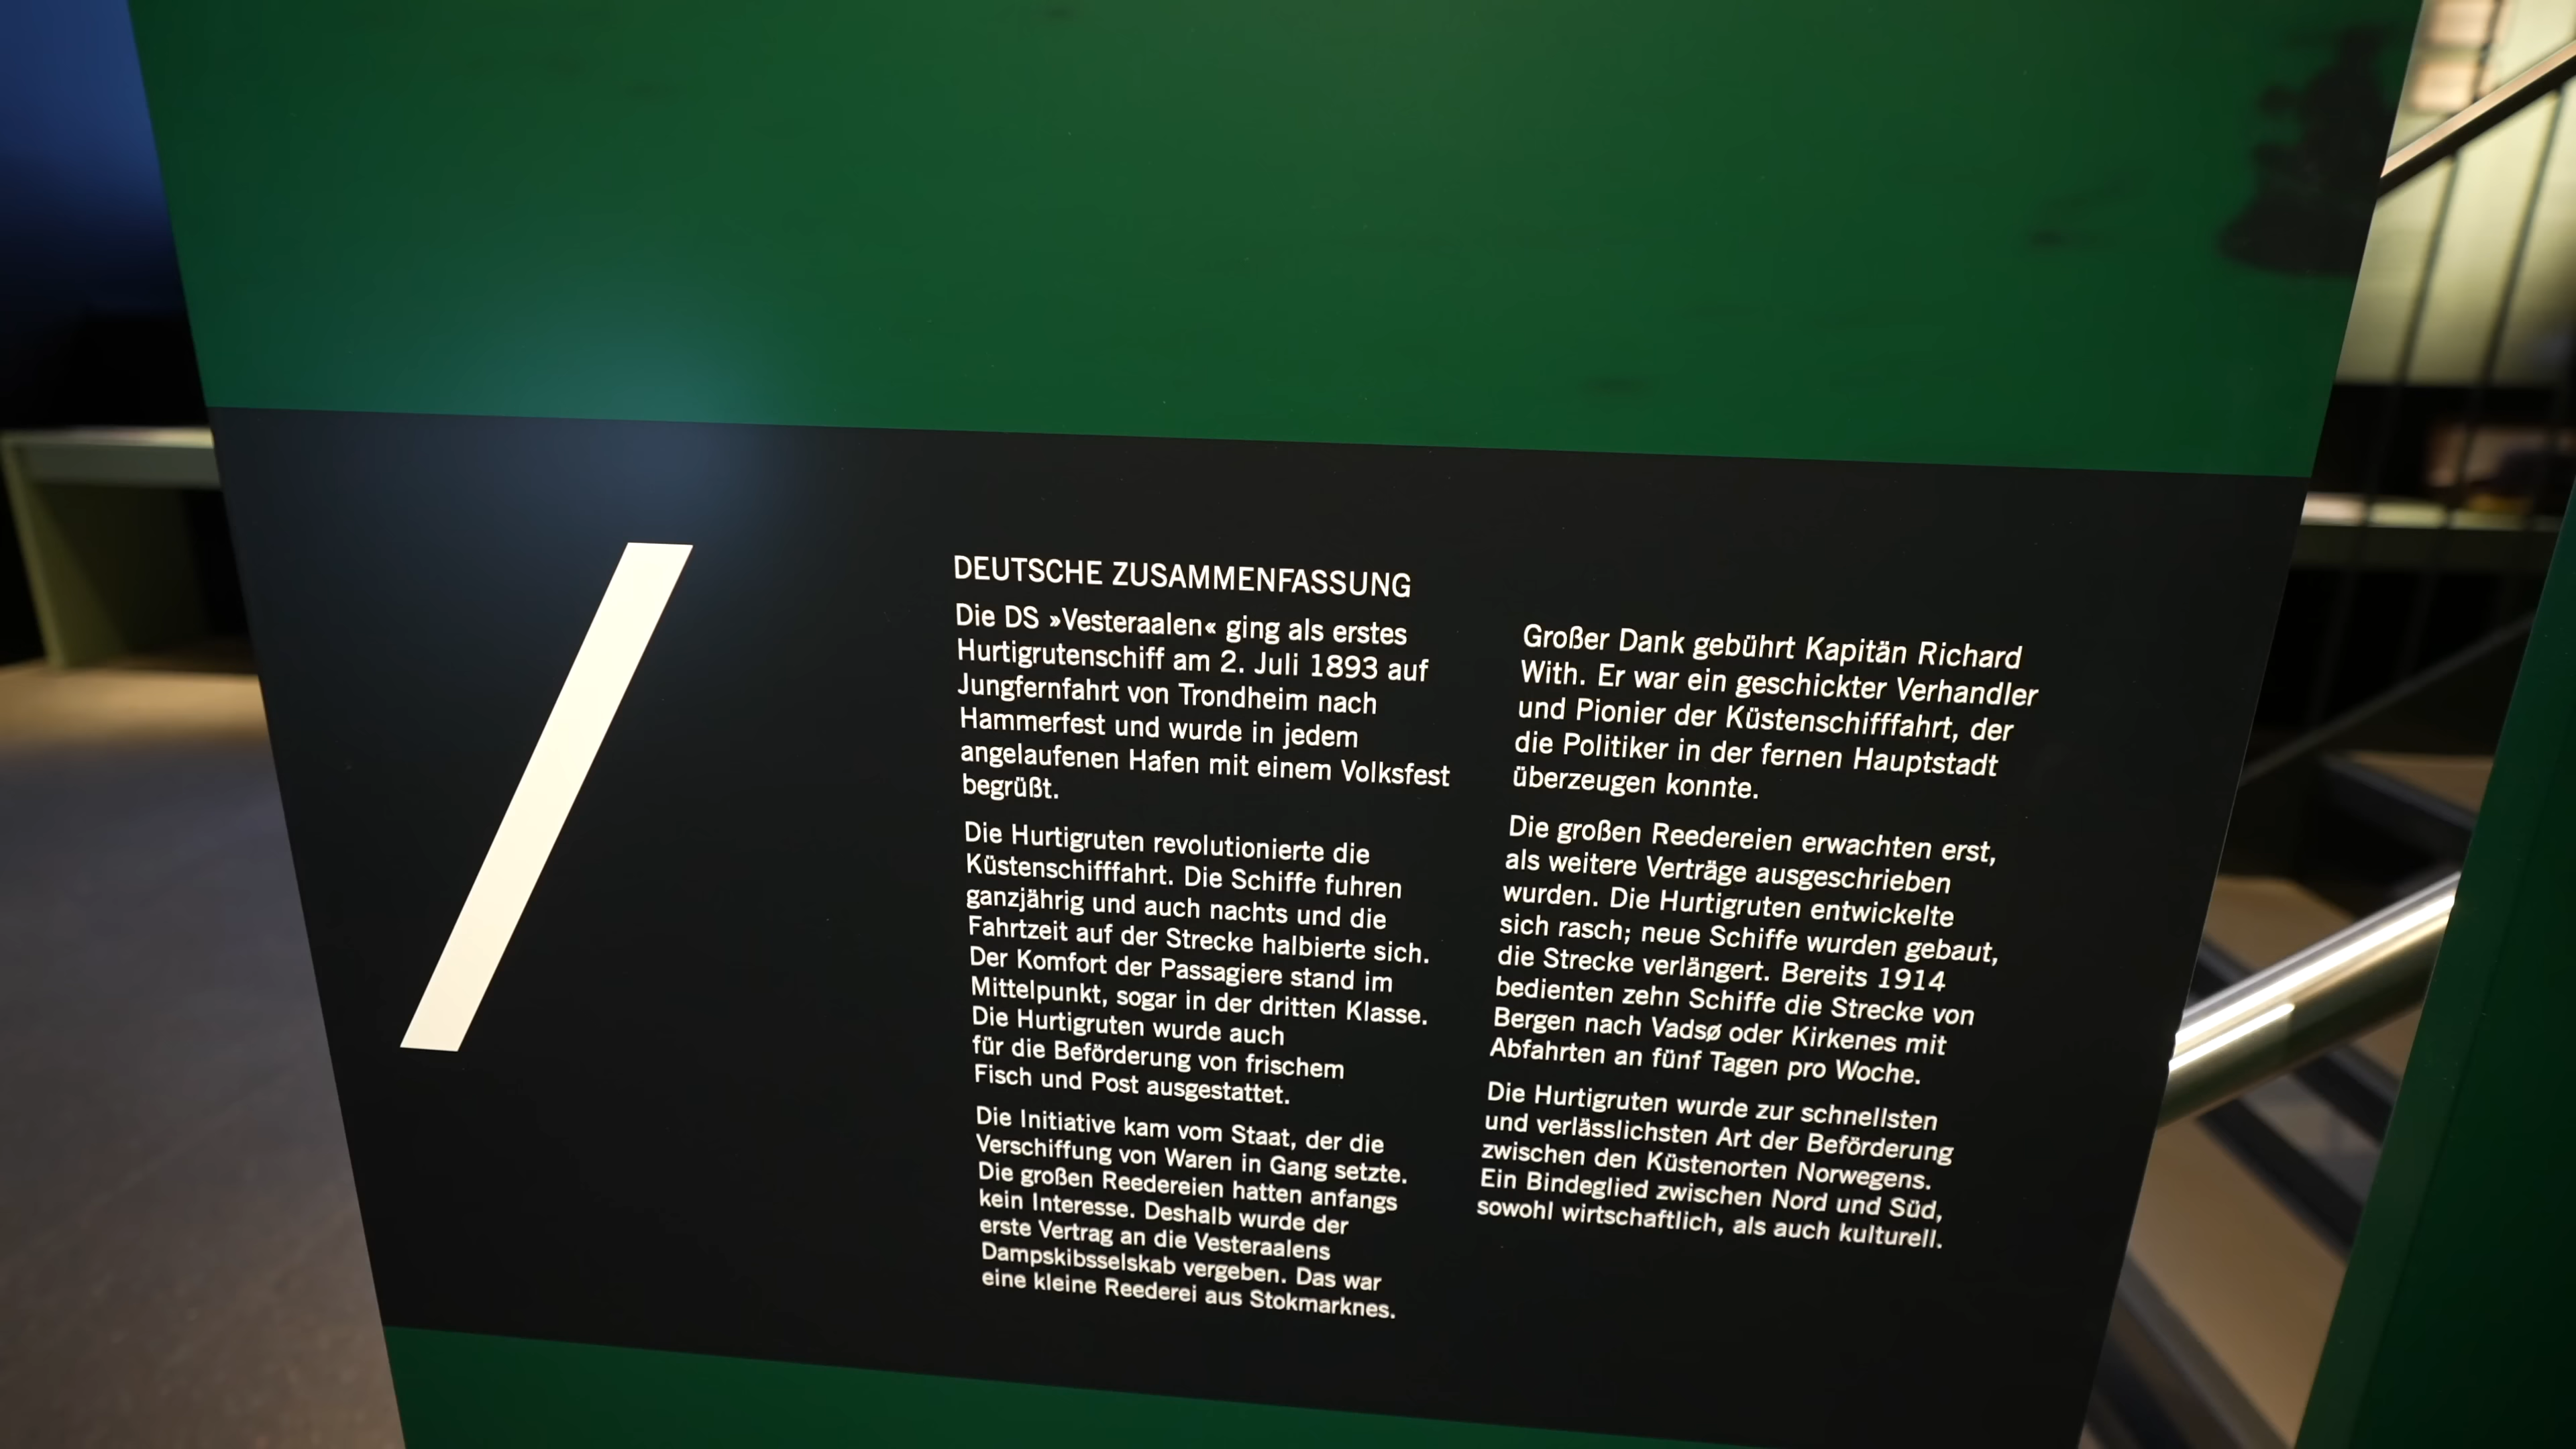 DEUTSCHE ZUSAMMENFASSUNG
Die DS »Vesteraalen« ging als erstes
Hurtigrutenschiff am 2. Juli 1893 auf
Jungfernfahrt von Trondheim nach
Hammerfest und wurde in jedem
angelaufenen Hafen mit einem Volksfest
begrüßt.
Die Hurtigruten revolutionierte die
Küstenschifffahrt. Die Schiffe fuhren
ganzjährig und auch nachts und die
Fahrtzeit auf der Strecke halbierte sich.
Der Komfort der Passagiere stand im
Mittelpunkt, sogar in der dritten Klasse.
Die Hurtigruten wurde auch
für die Beförderung von frischem
Fisch und Post ausgestattet.
Die Initiative kam vom Staat, der die
Verschiffung von Waren in Gang setzte.
Die großen Reedereien hatten anfangs
kein Interesse. Deshalb wurde der
erste Vertrag an die Vesteraalens
Dampskibsselskab vergeben. Das war
eine kleine Reederei aus Stokmarknes.
Großer Dank gebührt Kapitän Richard
With. Er war ein geschickter Verhandler
und Pionier der Küstenschifffahrt, der
die Politiker in der fernen Hauptstadt
überzeugen konnte.
Die großen Reedereien erwachten erst,
als weitere Verträge ausgeschrieben
wurden. Die Hurtigruten entwickelte
sich rasch; neue Schiffe wurden gebaut,
die Strecke verlängert. Bereits 1914
bedienten zehn Schiffe die Strecke von
Bergen nach Vadsø oder Kirkenes mit
Abfahrten an fünf Tagen pro Woche.
Die Hurtigruten wurde zur schnellsten
und verlässlichsten Art der Beförderung
zwischen den Küstenorten Norwegens.
Ein Bindeglied zwischen Nord und Süd,
sowohl wirtschaftlich, als auch kulturell.